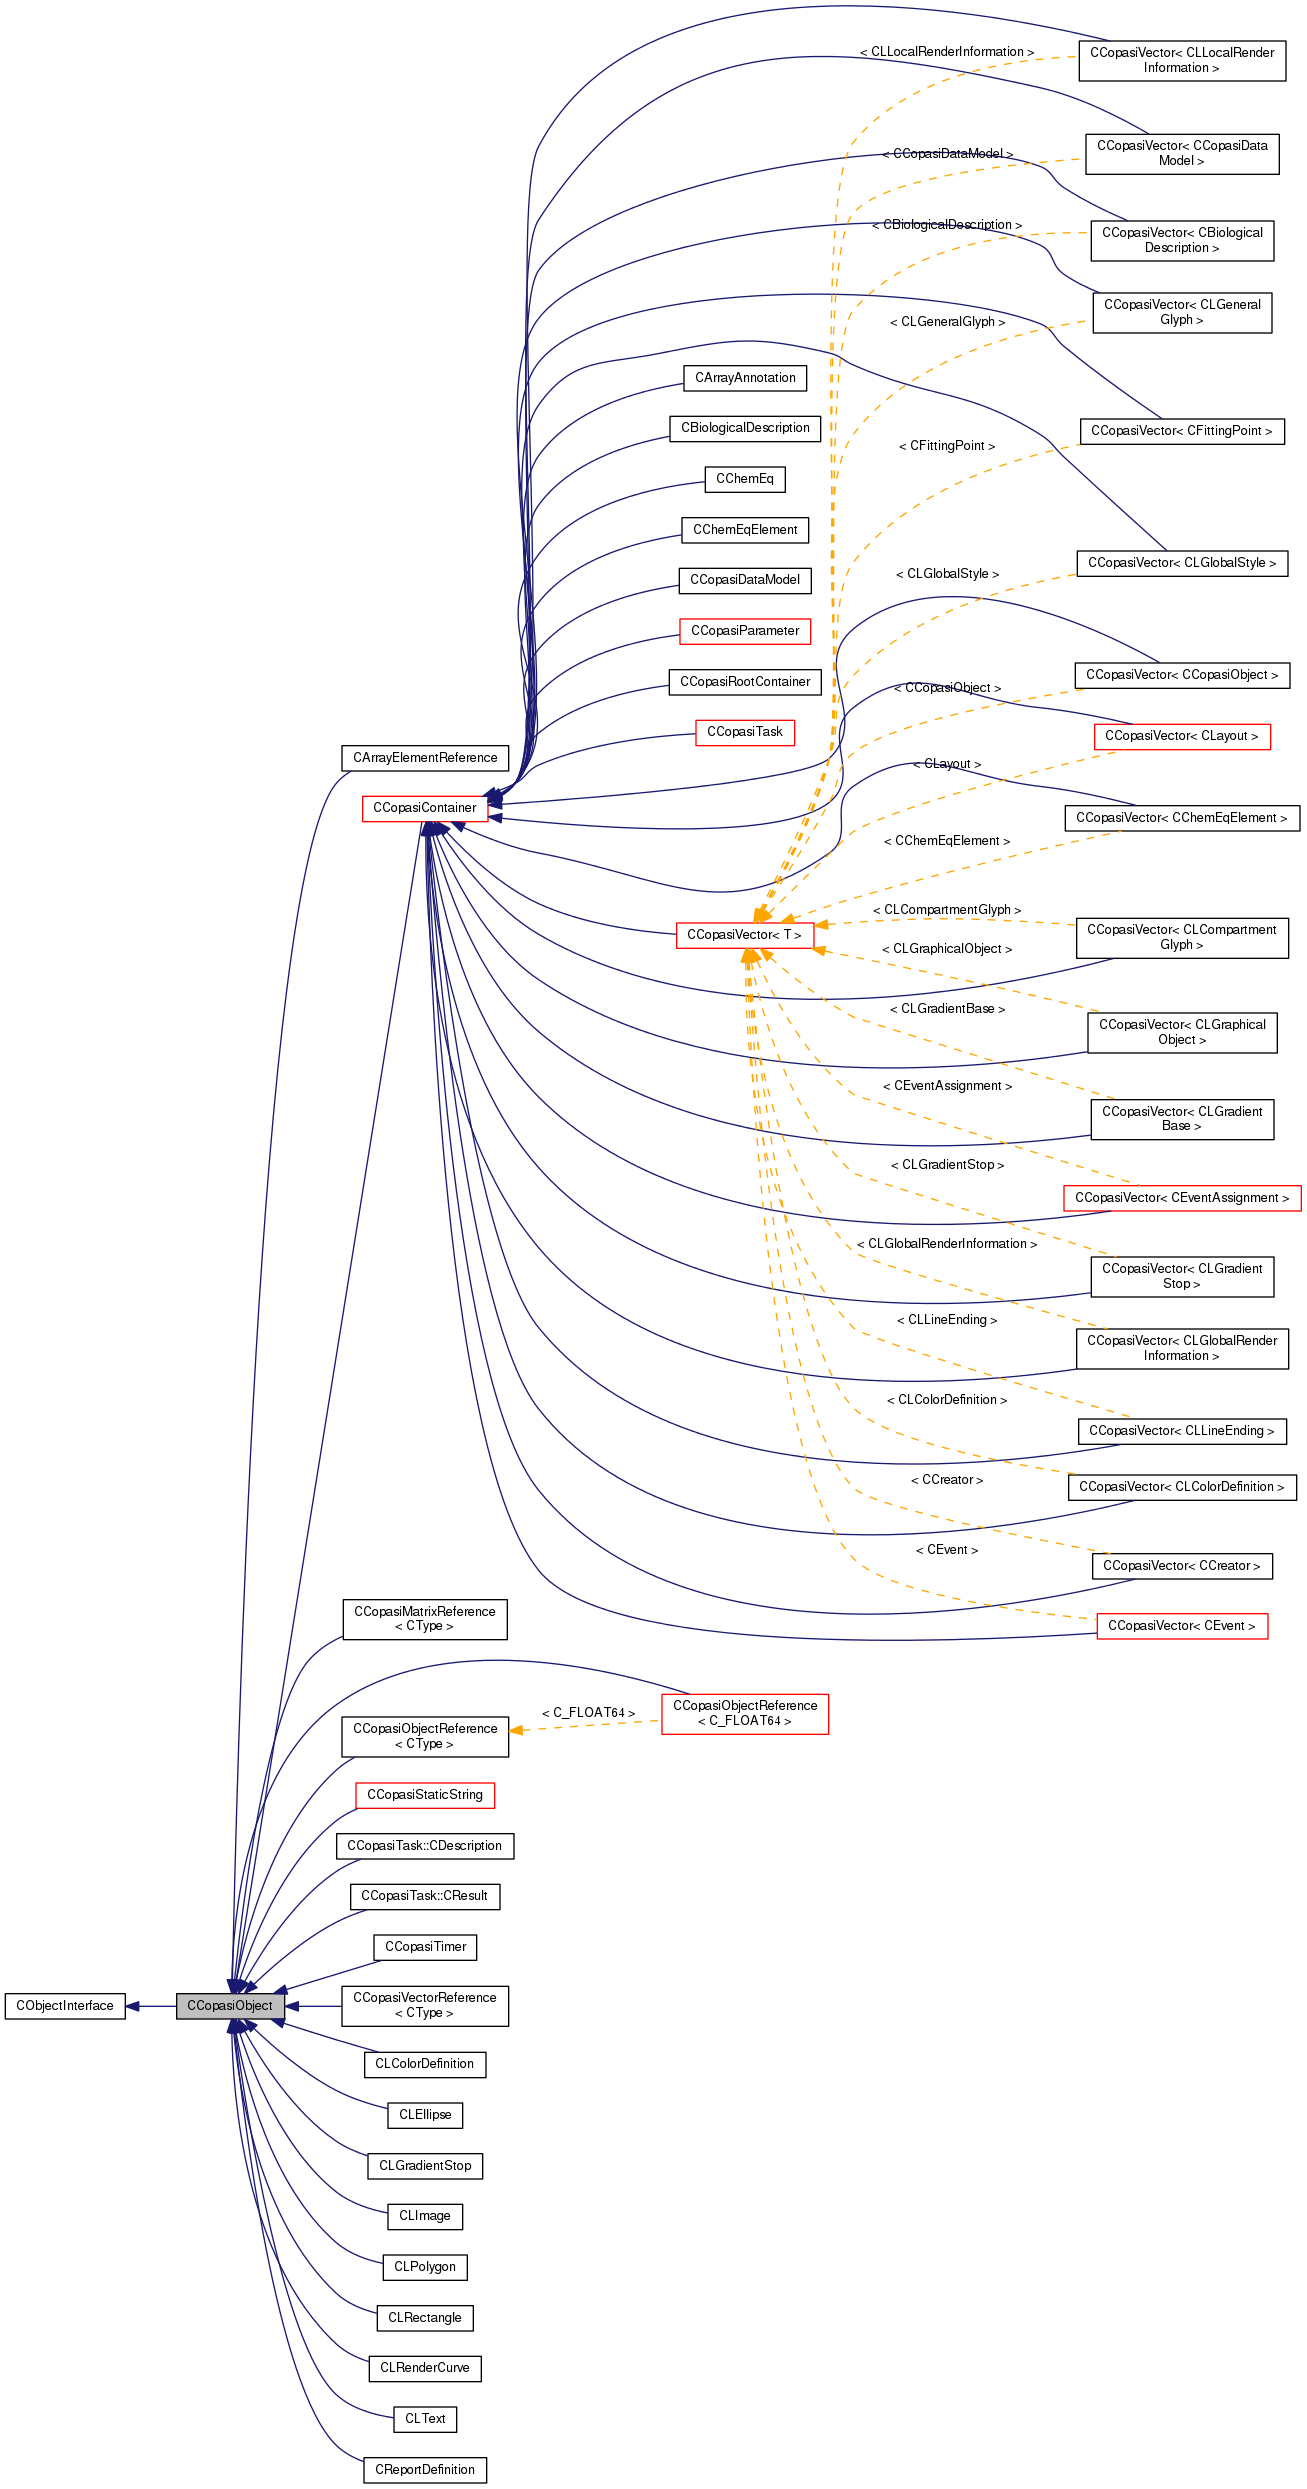 CCopasiVector< CLLocalRender
Information >
< CLLocalRenderInformation >
CCopasiVector< CCopasiData
Model >
< CCopasiDataModel >
CCopasiVector< CBiological
Description >
< CBiologicalDescription >
CCopasiVector< CLGeneral
Glyph >
< CLGeneralGlyph >
CArrayAnnotation
CBiologicalDescription
CCopasiVector< CFittingPoint >
< CFittingPoint >
CChemEq
CChemEqElement
CCopasiVector< CLGlobalStyle >
< CLGlobalStyle >
CCopasiDataModel
CCopasiParameter
CCopasiRootContainer
CCopasiVector< CCopasiObject >
< CCopasiObject >
CCopasiTask
CCopasiVector< CLayout >
CArrayElementReference
< CLayout >
CCopasiContainer
CCopasiVector< CChemEqElement >
< CChemEqElement >
< CLCompartmentGlyph >
CCopasiVector< T >
CCopasiVector< CLCompartment
Glyph >
< CLGraphicalObject >
< CLGradientBase >
CCopasiVector< CLGraphical
Object >
< CEventAssignment >
CCopasiVector< CLGradient
Base >
< CLGradientStop >
CCopasiVector< CEventAssignment >
< CLGlobalRenderInformation >
CCopasiVector< CLGradient
Stop >
< CLLineEnding >
CCopasiVector< CLGlobalRender
Information >
< CLColorDefinition >
CCopasiVector< CLLineEnding >
< CCreator >
CCopasiVector< CLColorDefinition >
< CEvent >
CCopasiVector< CCreator >
CCopasiMatrixReference
< CType >
CCopasiVector< CEvent >
CCopasiObjectReference
< C_FLOAT64 >
< C_FLOAT64 >
CCopasiObjectReference
< CType >
CCopasiStaticString
CCopasiTask::CDescription
CCopasiTask::CResult
CCopasiTimer
CObjectInterface
CCopasiObject
CCopasiVectorReference
< CType >
CLColorDefinition
CLEllipse
CLGradientStop
CLImage
CLPolygon
CLRectangle
CLRenderCurve
CLText
CReportDefinition